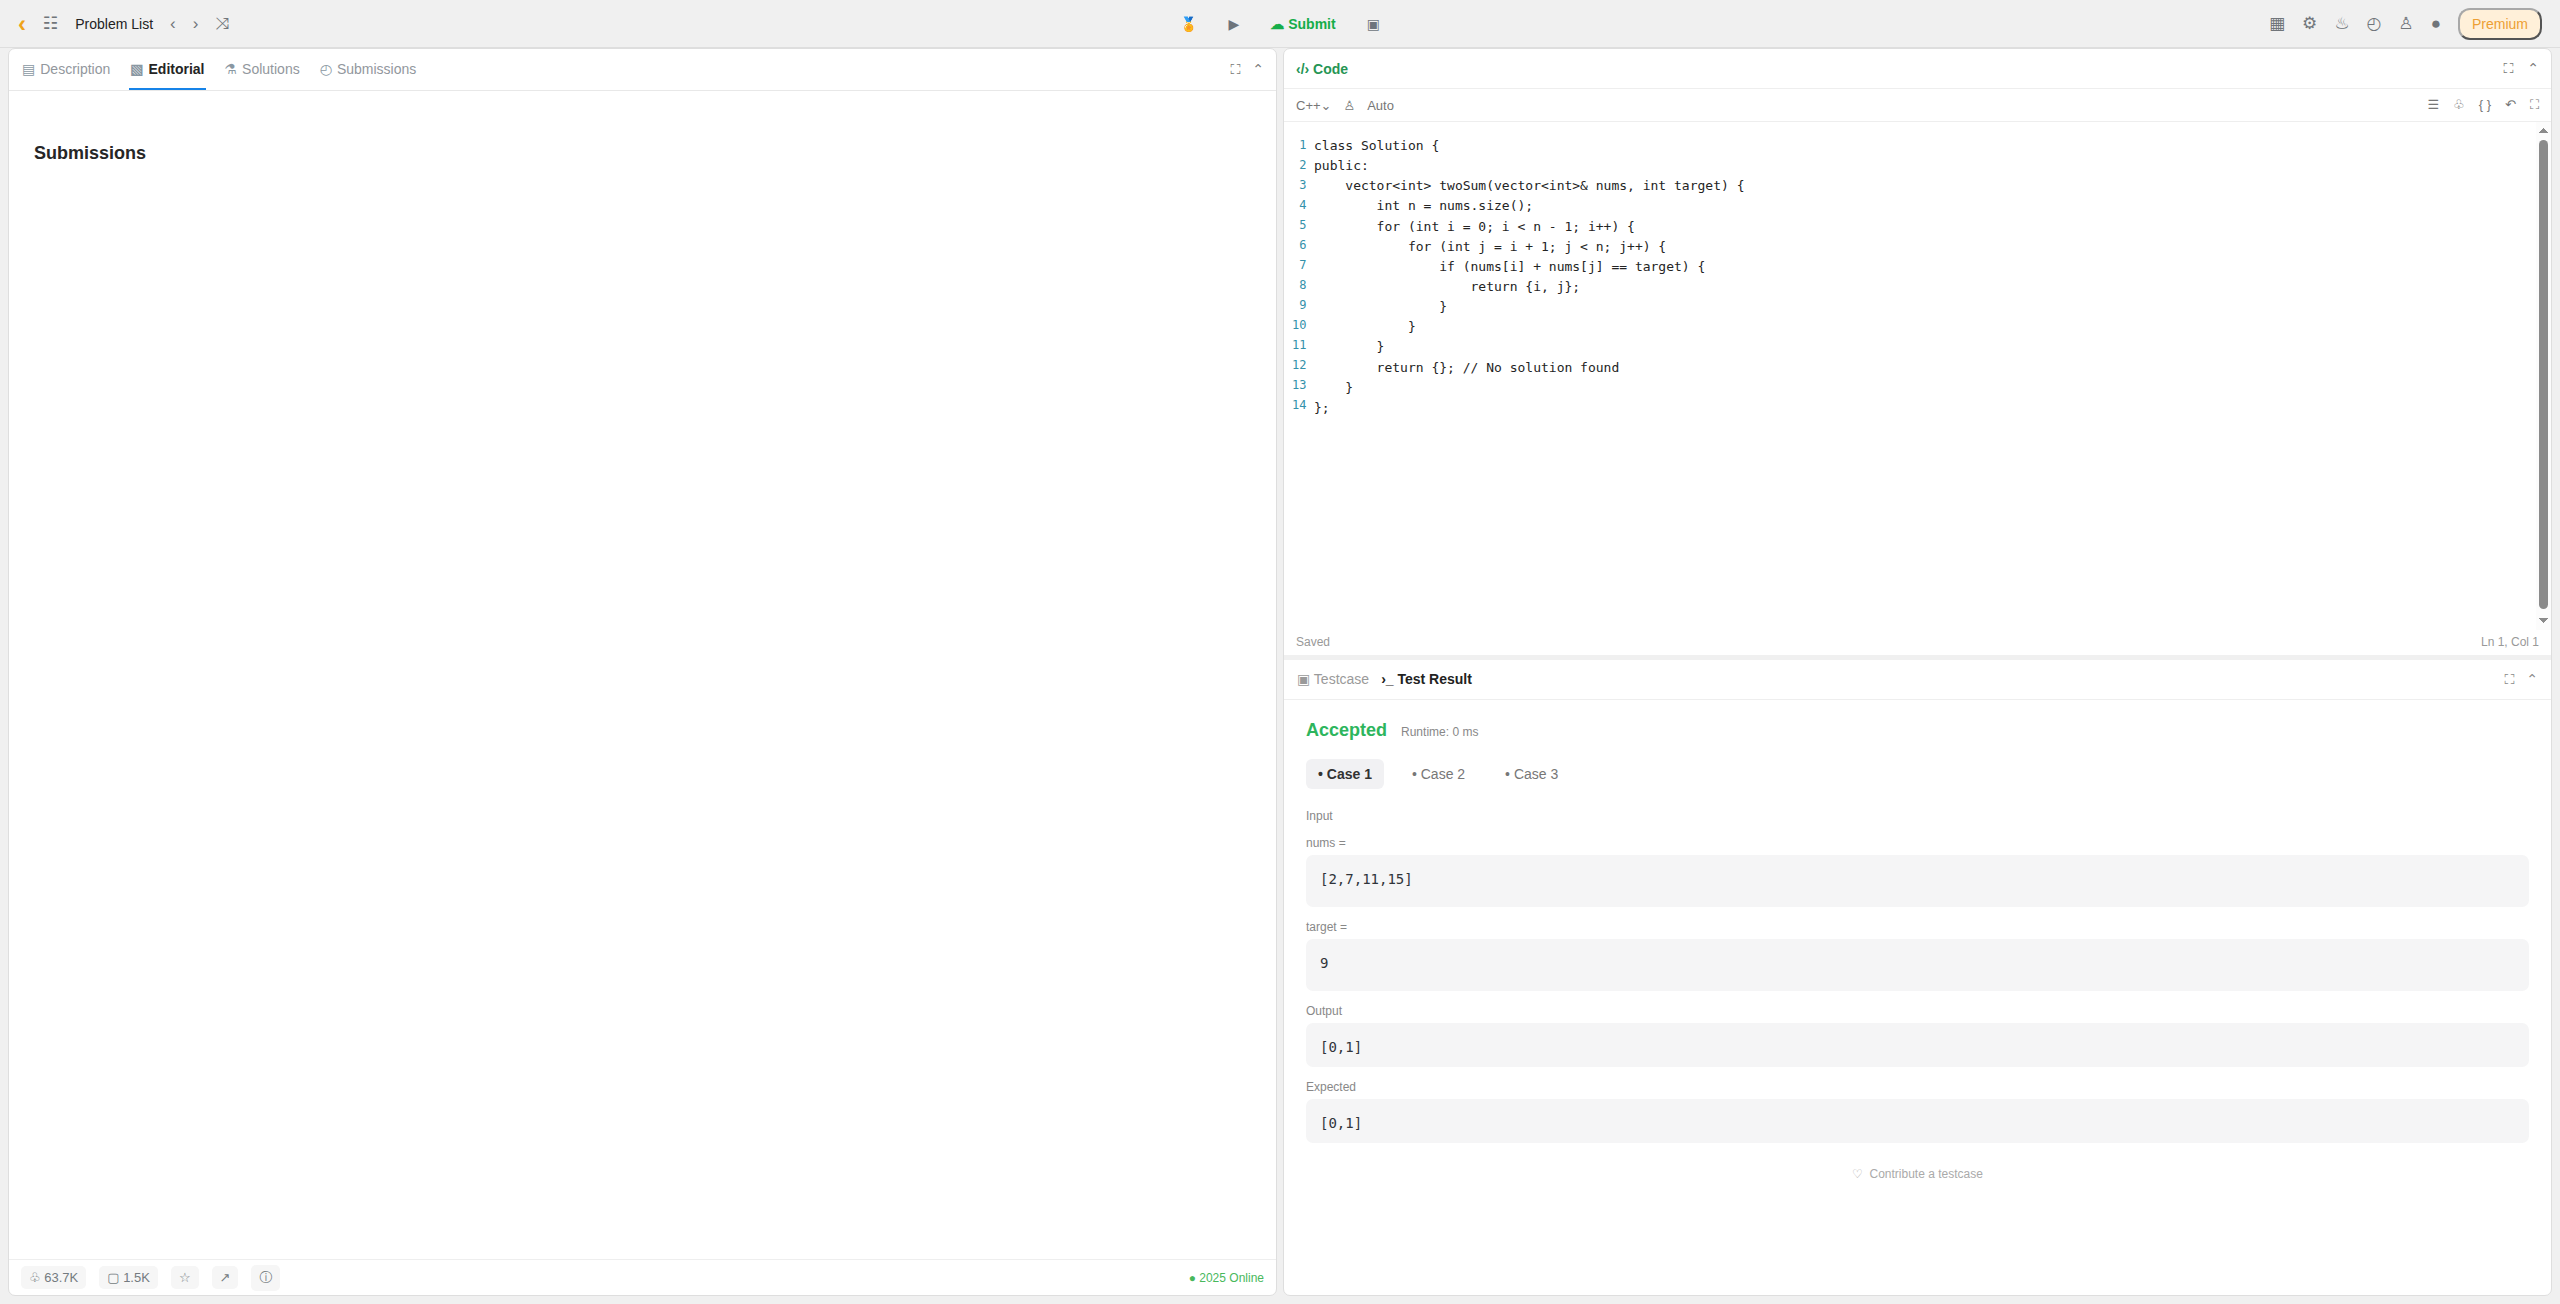 Problem List
Submit
Premium
Description Editorial Solutions Submissions
Submissions
63.7K 1.5K
● 2025 Online
‹/› Code
C++ Auto
{ }
1 class Solution {
2 public:
3     vector<int> twoSum(vector<int>& nums, int target) {
4         int n = nums.size();
5         for (int i = 0; i < n - 1; i++) {
6             for (int j = i + 1; j < n; j++) {
7                 if (nums[i] + nums[j] == target) {
8                     return {i, j};
9                 }
10             }
11         }
12         return {}; // No solution found
13     }
14 };
Saved
Ln 1, Col 1
Testcase ›_ Test Result
Accepted Runtime: 0 ms
• Case 1 • Case 2 • Case 3
Input
nums =
[2,7,11,15]
target =
9
Output
[0,1]
Expected
[0,1]
♡ Contribute a testcase